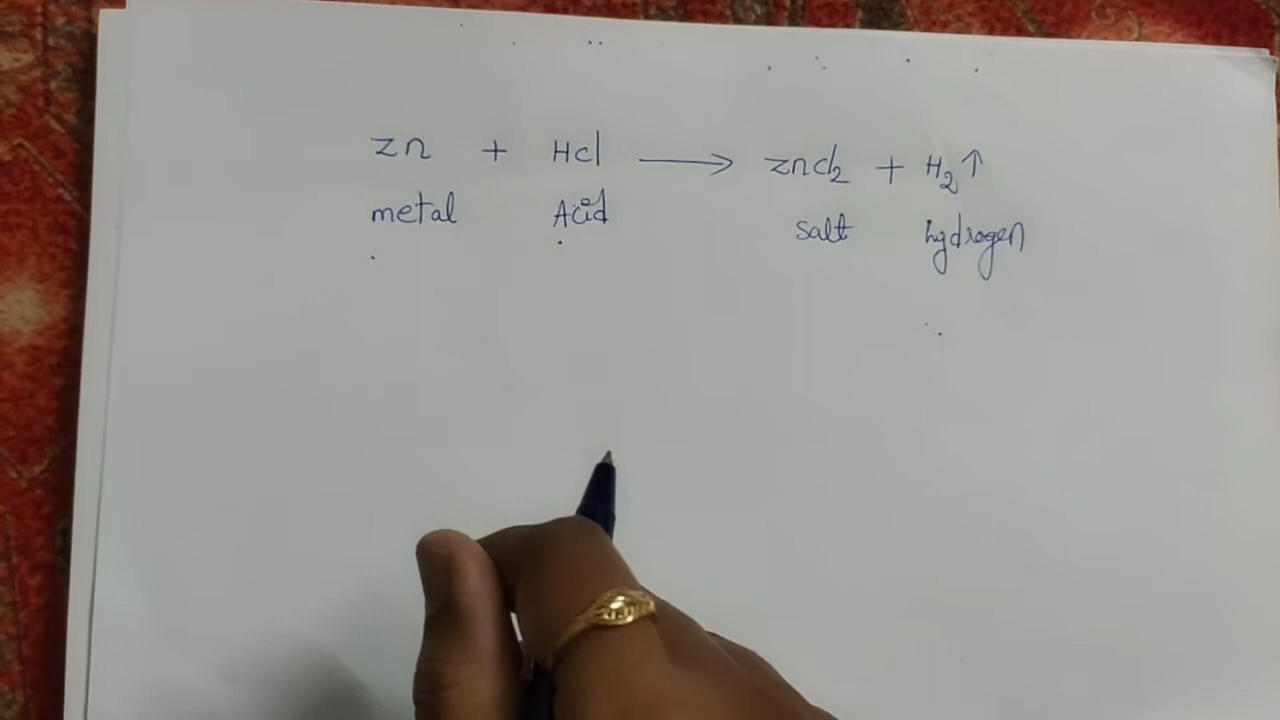 Zn + HCl ⟶ ZnCl₂ + H₂↑
metal Acid salt hydrogen